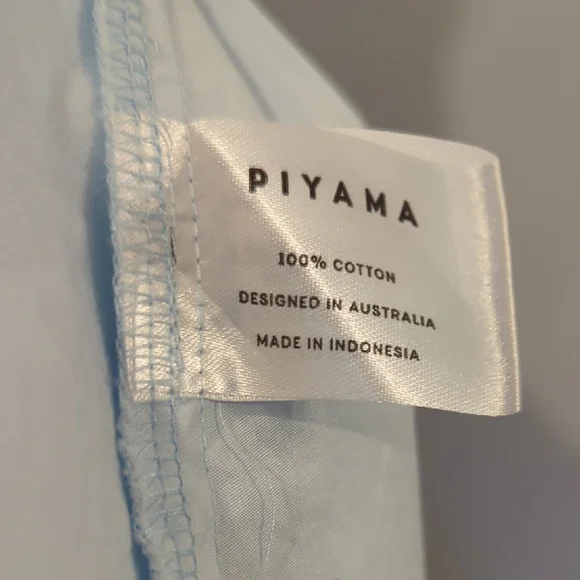 PIYAMA
100% COTTON
DESIGNED IN AUSTRALIA
MADE IN INDONESIA